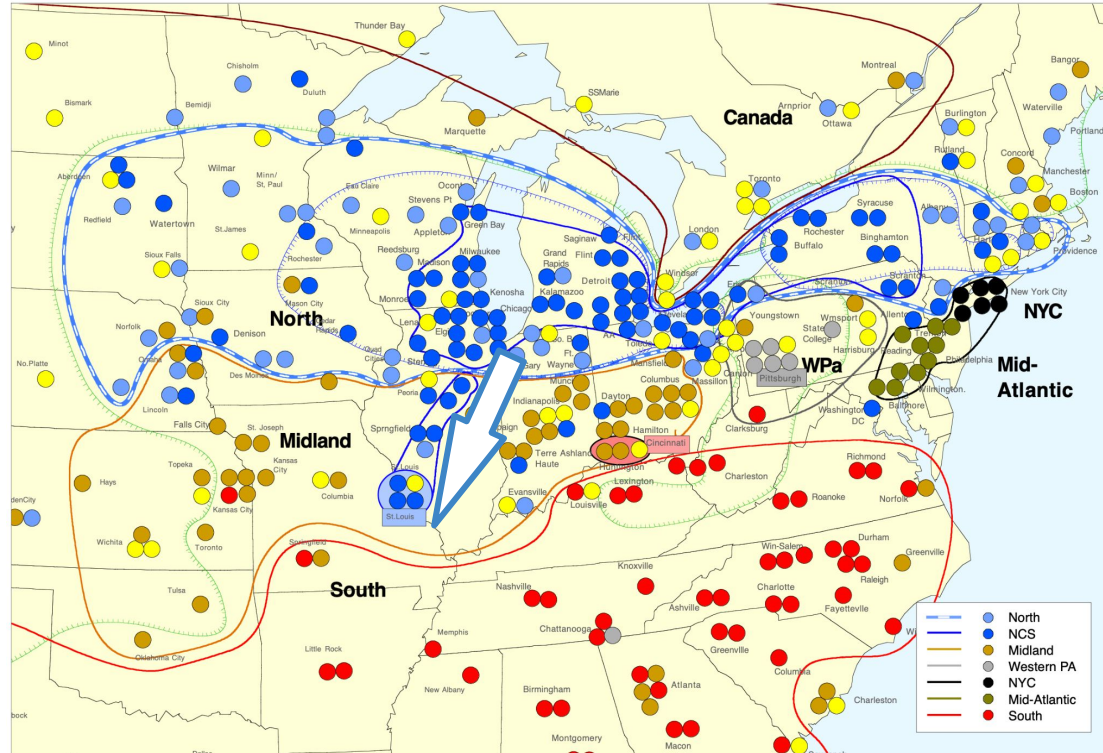 Thunder Bay
Minot
Chisholm
Duluth
Bismark
Bemidji
SSMarie
Marquette
Montreal
Bangor
Arnprior
Ottawa
Canada
Burlington
Waterville
Portland
Rutland
Concord
Manchester
Boston
Aberdeen
Wilmar
Minn/
St. Paul
Eau Claire
Stevens Pt
Ocont
Toronto
Syracuse
Albany
Redfield
Watertown
St.James
Minneapolis
Appleton
Green Bay
Saginaw
Flint
London
Rochester
Buffalo
Binghamton
Providence
Sioux Falls
Rochester
Reedsburg
Madison
Milwaukee
Grand
Rapids
Flint
Detroit
Windsor
Scranton
New York City
NYC
Mason City
North
Monroe
Kenosha
Kalamazoo
Lena
Elg
Chicago
Gary
So. B
Ft.
Wayne
Toledo
Cleveland
Youngstown
State
College
Wmsport
Allento
Trenton
Reading
Harrisburg
Philadelphia
Mid-
Atlantic
Sioux City
Norfolk
Denison
Omaha
Des Moines
No.Platte
Lincoln
Peoria
Mansfield
Massillon
Canton
WPa
Pittsburgh
Wilmington
Baltimore
Washington
DC
Falls City
St. Joseph
Midland
Sprngfield
Indianapolis
Dayton
Columbus
Hamilton
Cincinnati
Clarksburg
Topeka
Kansas
City
Hays
Columbia
Kansas City
St.Louis
Terre
Haute
Ashland
Huntington
Evansville
Louisville
Lexington
Charleston
Richmond
Roanoke
Norfolk
Wichita
Toronto
Springfield
Tulsa
Oklahoma City
South
Nashville
Knoxville
Win-Salem
Durham
Raleigh
Greenville
Ashville
Charlotte
Fayettevlle
Chattanooga
Greenville
Memphis
Little Rock
New Albany
Birmingham
Atlanta
Columbia
Charleston
Montgomery
Macon
North
NCS
Midland
Western PA
NYC
Mid-Atlantic
South